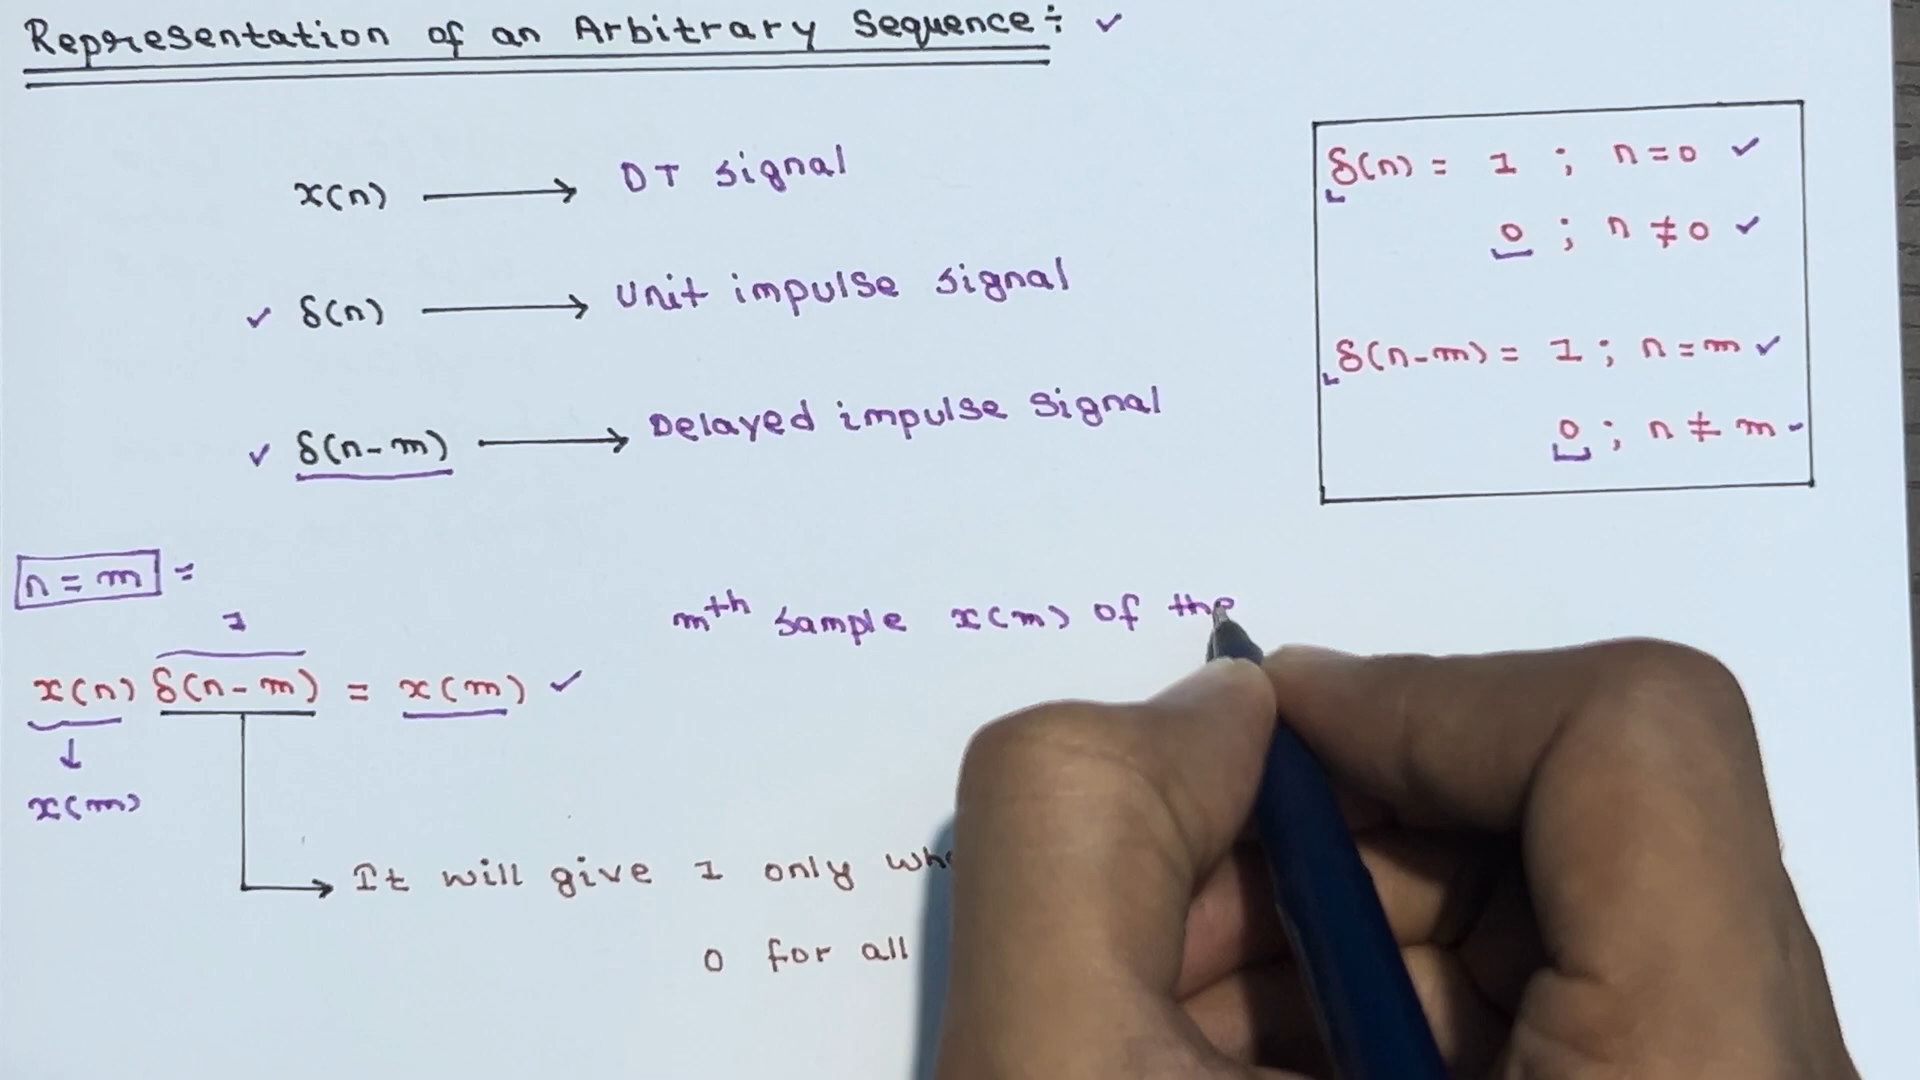 Representation of an Arbitrary Sequence : ✓
x(n) → DT signal
✓ δ(n) → Unit impulse signal
✓ δ(n-m) → Delayed impulse signal
δ(n) = 1 ; n=0 ✓
0 ; n ≠ 0 ✓
δ(n-m) = 1 ; n=m ✓
0 ; n ≠ m -
n = m =
1
x(n) δ(n-m) = x(m) ✓
↓
x(m)
mth sample x(m) of the
It will give 1 only
0 for all